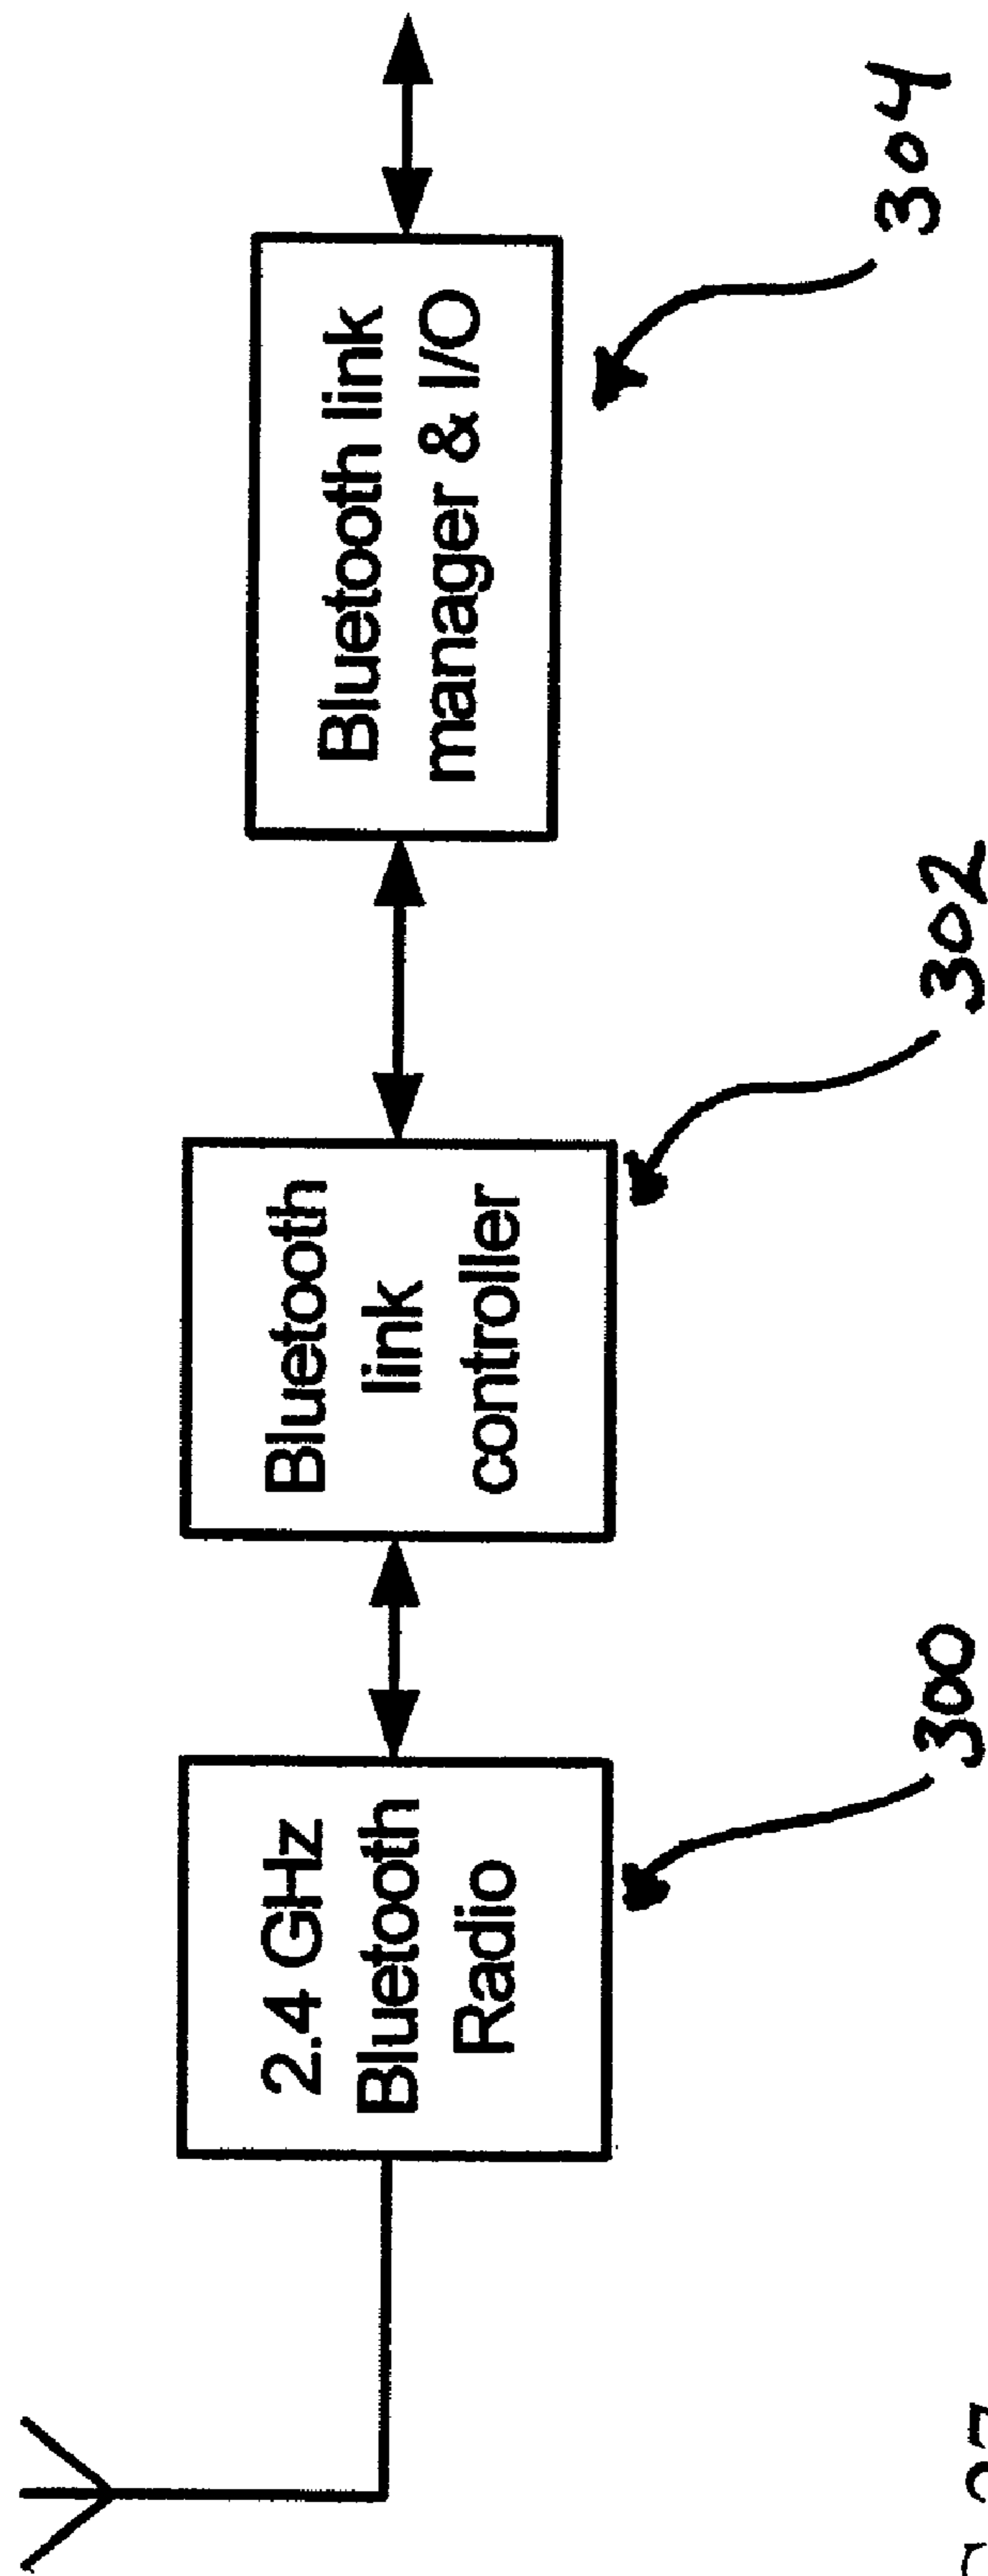 2.4 GHz
Bluetooth
Radio
Bluetooth
link
controller
Bluetooth link
manager & I/O
300
302
304